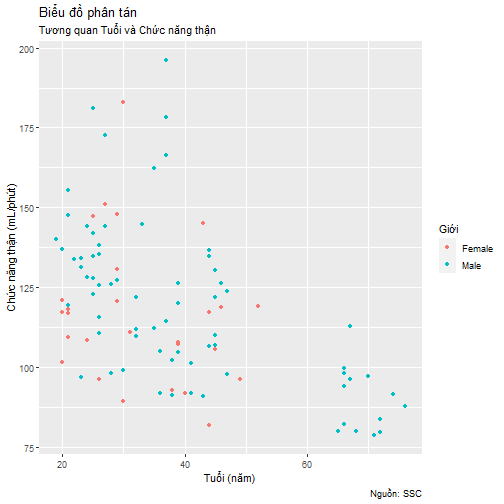 Biểu đồ phân tán
Tương quan Tuổi và Chức năng thận
Chức năng thận (mL/phút)
200
175
150
125
100
75
20
40
60
Tuổi (năm)
Giới
Female
Male
Nguồn: SSC